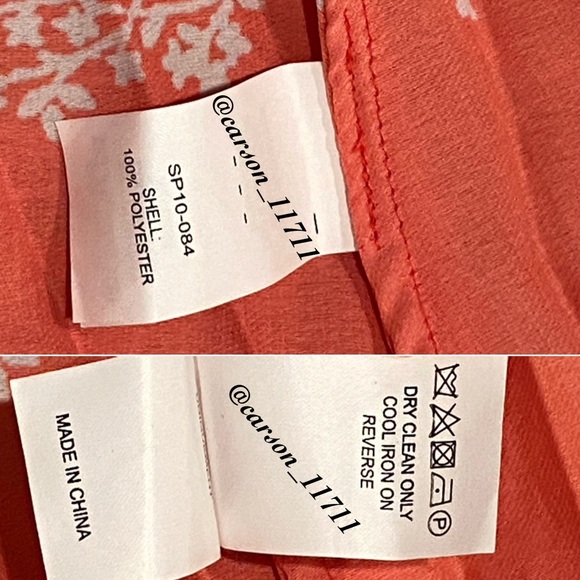 @carson_11711
SP10-084
SHELL:
100% POLYESTER
@carson_11711
MADE IN CHINA
DRY CLEAN ONLY
COOL IRON ON
REVERSE
P